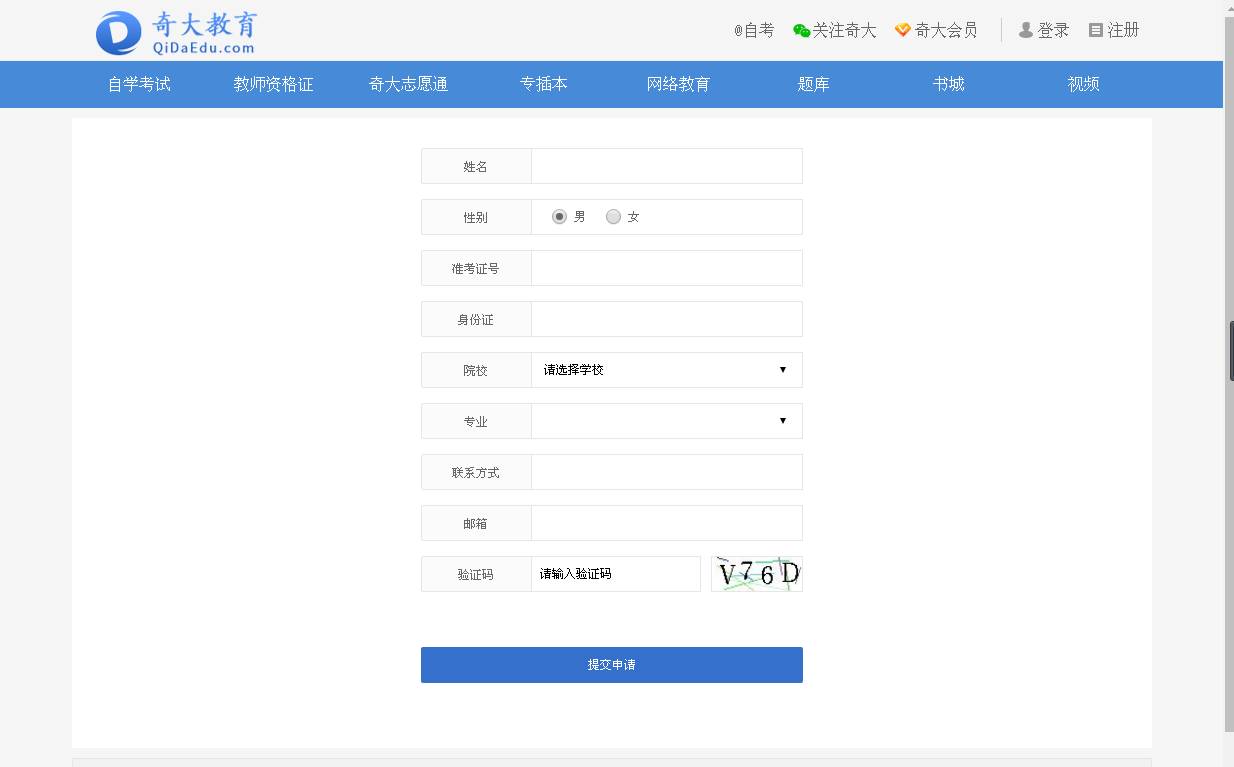 奇大教育
QiDaEdu.com
@自考 关注奇大 奇大会员 登录 注册
自学考试 教师资格证 奇大志愿通 专插本 网络教育 题库 书城 视频
姓名
性别 男 女
准考证号
身份证
院校 请选择学校
专业
联系方式
邮箱
验证码 请输入验证码 V76D
提交申请